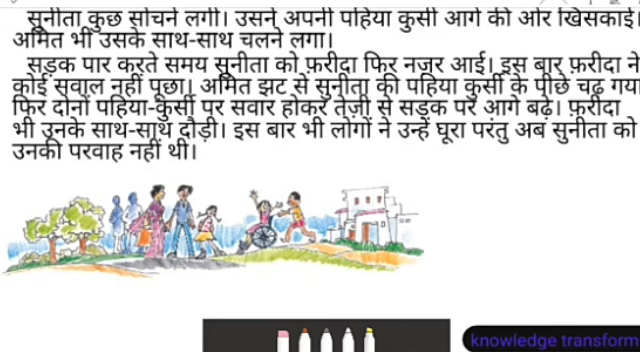 सुनीता कुछ सोचने लगी। उसने अपनी पहिया कुर्सी आगे की ओर खिसकाई।
अमित भी उसके साथ-साथ चलने लगा।
सड़क पार करते समय सुनीता को फ़रीदा फिर नज़र आई। इस बार फ़रीदा ने
कोई सवाल नहीं पूछा। अमित झट से सुनीता की पहिया कुर्सी के पीछे चढ़ गया
फिर दोनों पहिया-कुर्सी पर सवार होकर तेज़ी से सड़क पर आगे बढ़े। फ़रीदा
भी उनके साथ-साथ दौड़ी। इस बार भी लोगों ने उन्हें घूरा परंतु अब सुनीता को
उनकी परवाह नहीं थी।
knowledge transform